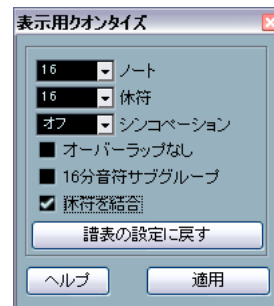 表示用クオンタイズ
16 ノート
16 休符
オフ シンコペーション
オーバーラップなし
16分音符サブグループ
休符を結合
譜表の設定に戻す
ヘルプ 適用